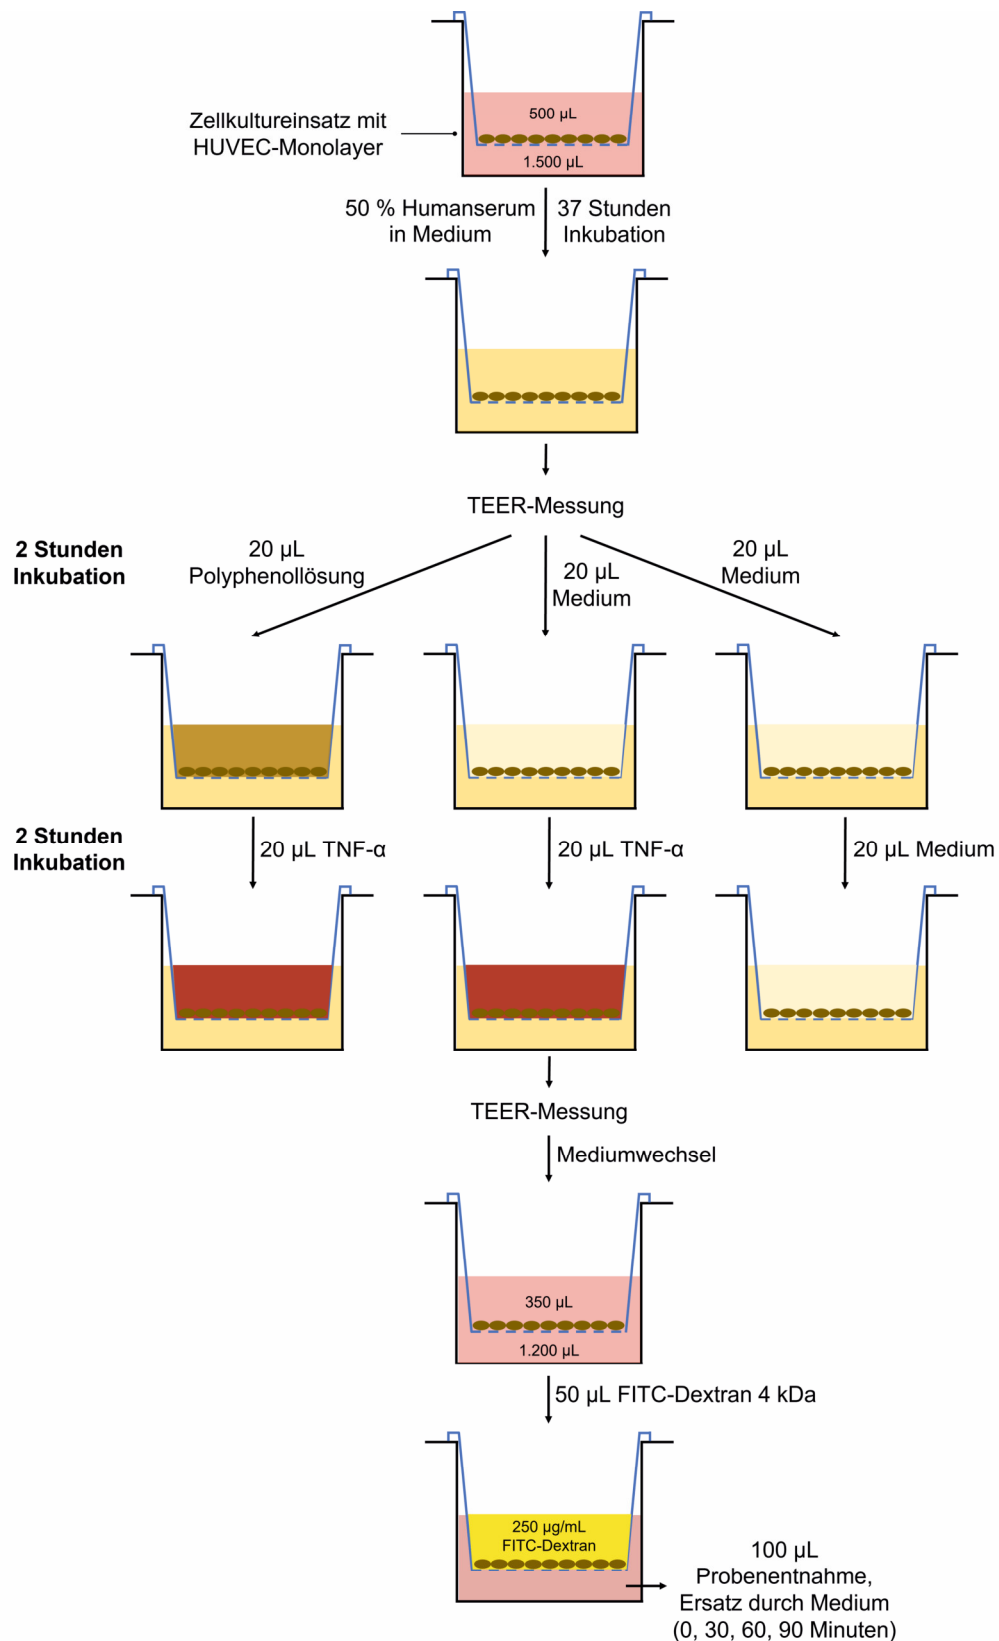 500 µL
Zellkultureinsatz mit
HUVEC-Monolayer
1.500 µL
50 % Humanserum
in Medium
37 Stunden
Inkubation
TEER-Messung
2 Stunden
Inkubation
20 µL
Polyphenollösung
20 µL
Medium
20 µL
Medium
2 Stunden
Inkubation
20 µL TNF-α
20 µL TNF-α
20 µL Medium
TEER-Messung
Mediumwechsel
350 µL
1.200 µL
50 µL FITC-Dextran 4 kDa
250 µg/mL
FITC-Dextran
100 µL
Probenentnahme,
Ersatz durch Medium
(0, 30, 60, 90 Minuten)